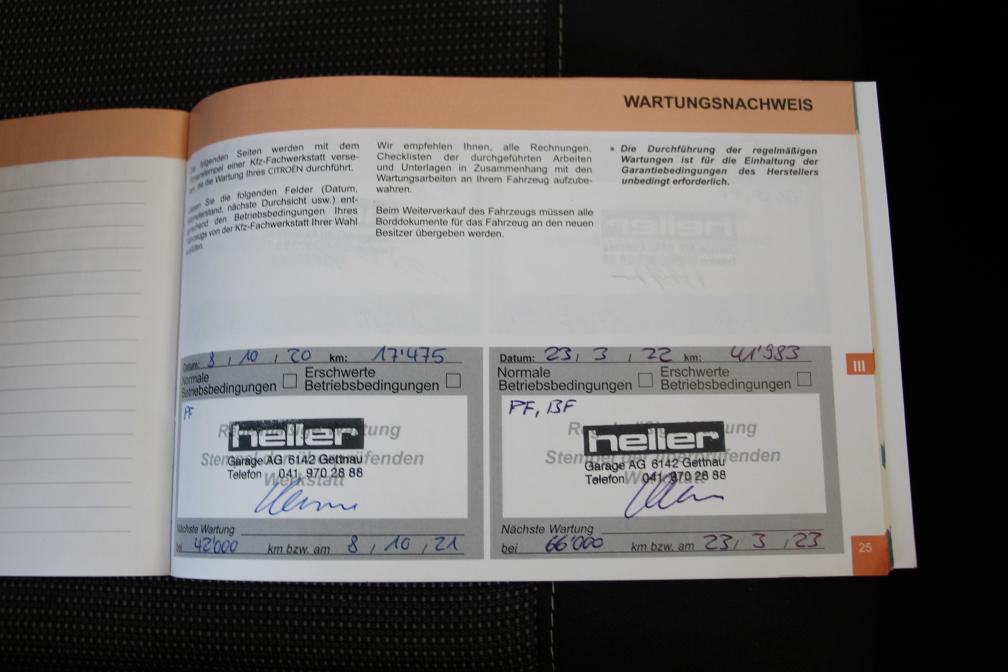 WARTUNGSNACHWEIS
folgenden Seiten werden mit dem
einer Kfz-Fachwerkstatt verse-
die Wartung Ihres CITROËN durchführt.
Sie die folgenden Felder (Datum,
nächste Durchsicht usw.) ent-
den Betriebsbedingungen Ihres
von der Kfz-Fachwerkstatt Ihrer Wahl
Wir empfehlen Ihnen, alle Rechnungen,
Checklisten der durchgeführten Arbeiten
und Unterlagen in Zusammenhang mit den
Wartungsarbeiten an Ihrem Fahrzeug aufzube-
wahren.
Beim Weiterverkauf des Fahrzeugs müssen alle
Borddokumente für das Fahrzeug an den neuen
Besitzer übergeben werden.
• Die Durchführung der regelmäßigen
Wartungen ist für die Einhaltung der
Garantiebedingungen des Herstellers
unbedingt erforderlich.
Datum: 8 / 10 / 20 km: 17'475
Normale
Betriebsbedingungen
Erschwerte
Betriebsbedingungen
PF
heller
Garage AG 6142 Gettnau
Telefon 041 970 28 88
Werkstatt
Nächste Wartung
bei 42'000 km bzw. am 8 / 10 / 21
Datum: 23 / 3 / 22 km: 41'983
Normale
Betriebsbedingungen
Erschwerte
Betriebsbedingungen
PF, BF
heller
Garage AG 6142 Gettnau
Telefon 041 970 28 88
Werkstatt
Nächste Wartung
bei 66'000 km bzw. am 23 / 3 / 23
III
25